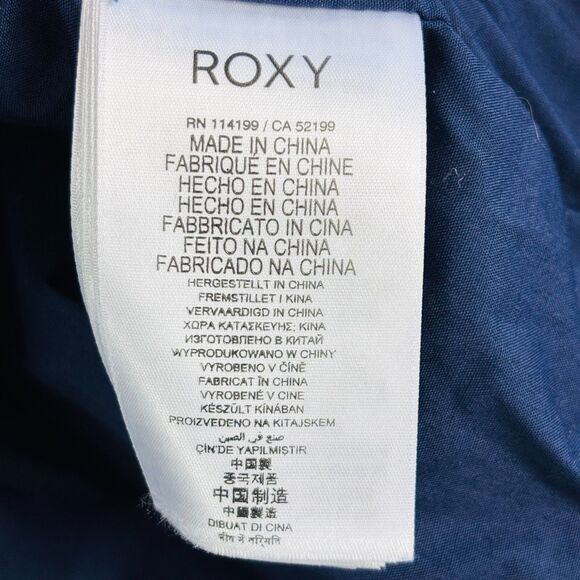 ROXY
RN 114199 / CA 52199
MADE IN CHINA
FABRIQUÉ EN CHINE
HECHO EN CHINA
HECHO EN CHINA
FABBRICATO IN CINA
FEITO NA CHINA
FABRICADO NA CHINA
HERGESTELLT IN CHINA
FREMSTILLET I KINA
VERVAARDIGD IN CHINA
ΧΩΡΑ ΚΑΤΑΣΚΕΥΗΣ; ΚΙΝΑ
ИЗГОТОВЛЕНО В КИТАЙ
WYPRODUKOWANO W CHINY
VYROBENO V ČÍNĚ
FABRICAT ÎN CHINA
VYROBENÉ V CINE
KÉSZÜLT KÍNÁBAN
PROIZVEDENO NA KITAJSKEM
صنع في الصين
ÇİN'DE YAPILMISTIR
中国製
중국제품
中国制造
中國製造
DIBUAT DI CINA
चीन में